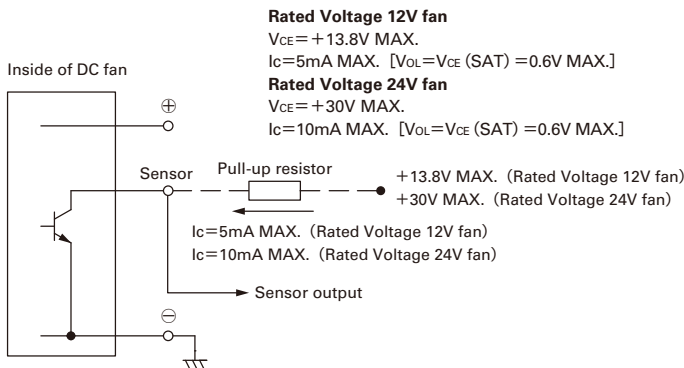 Rated Voltage 12V fan
VCE=+13.8V MAX.
Ic=5mA MAX. [VOL=VCE (SAT) =0.6V MAX.]
Rated Voltage 24V fan
VCE=+30V MAX.
Ic=10mA MAX. [VOL=VCE (SAT) =0.6V MAX.]
Inside of DC fan
⊕
Sensor
Pull-up resistor
+13.8V MAX. (Rated Voltage 12V fan)
+30V MAX. (Rated Voltage 24V fan)
Ic=5mA MAX. (Rated Voltage 12V fan)
Ic=10mA MAX. (Rated Voltage 24V fan)
Sensor output
⊖